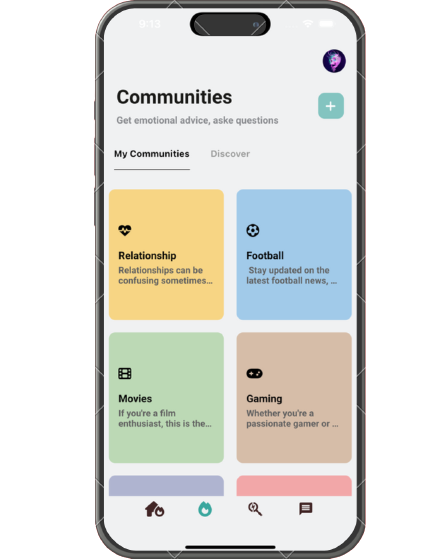 9:13
Communities
Get emotional advice, aske questions
My Communities
Discover
Relationship
Relationships can be
confusing sometimes...
Football
Stay updated on the
latest football news, ...
Movies
If you're a film
enthusiast, this is the...
Gaming
Whether you're a
passionate gamer or ...